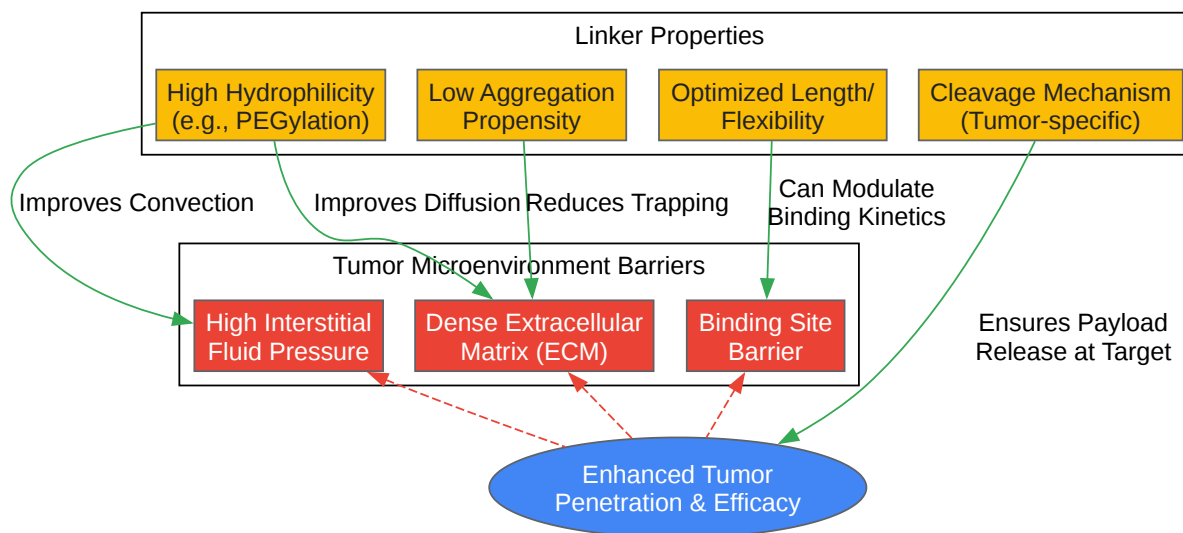 Linker Properties
High Hydrophilicity
(e.g., PEGylation)
Low Aggregation
Propensity
Optimized Length/
Flexibility
Cleavage Mechanism
(Tumor-specific)
Improves Convection
Improves Diffusion
Reduces Trapping
Can Modulate
Binding Kinetics
Tumor Microenvironment Barriers
High Interstitial
Fluid Pressure
Dense Extracellular
Matrix (ECM)
Binding Site
Barrier
Ensures Payload
Release at Target
Enhanced Tumor
Penetration & Efficacy